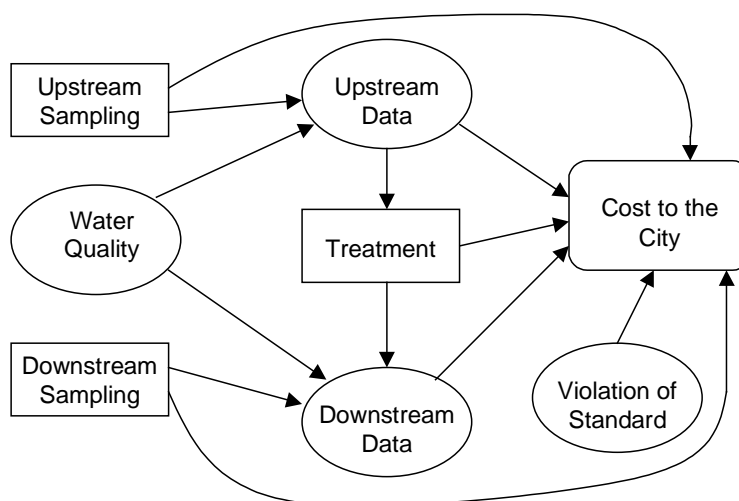 Upstream
Sampling
Upstream
Data
Water
Quality
Treatment
Cost to the
City
Downstream
Sampling
Downstream
Data
Violation of
Standard